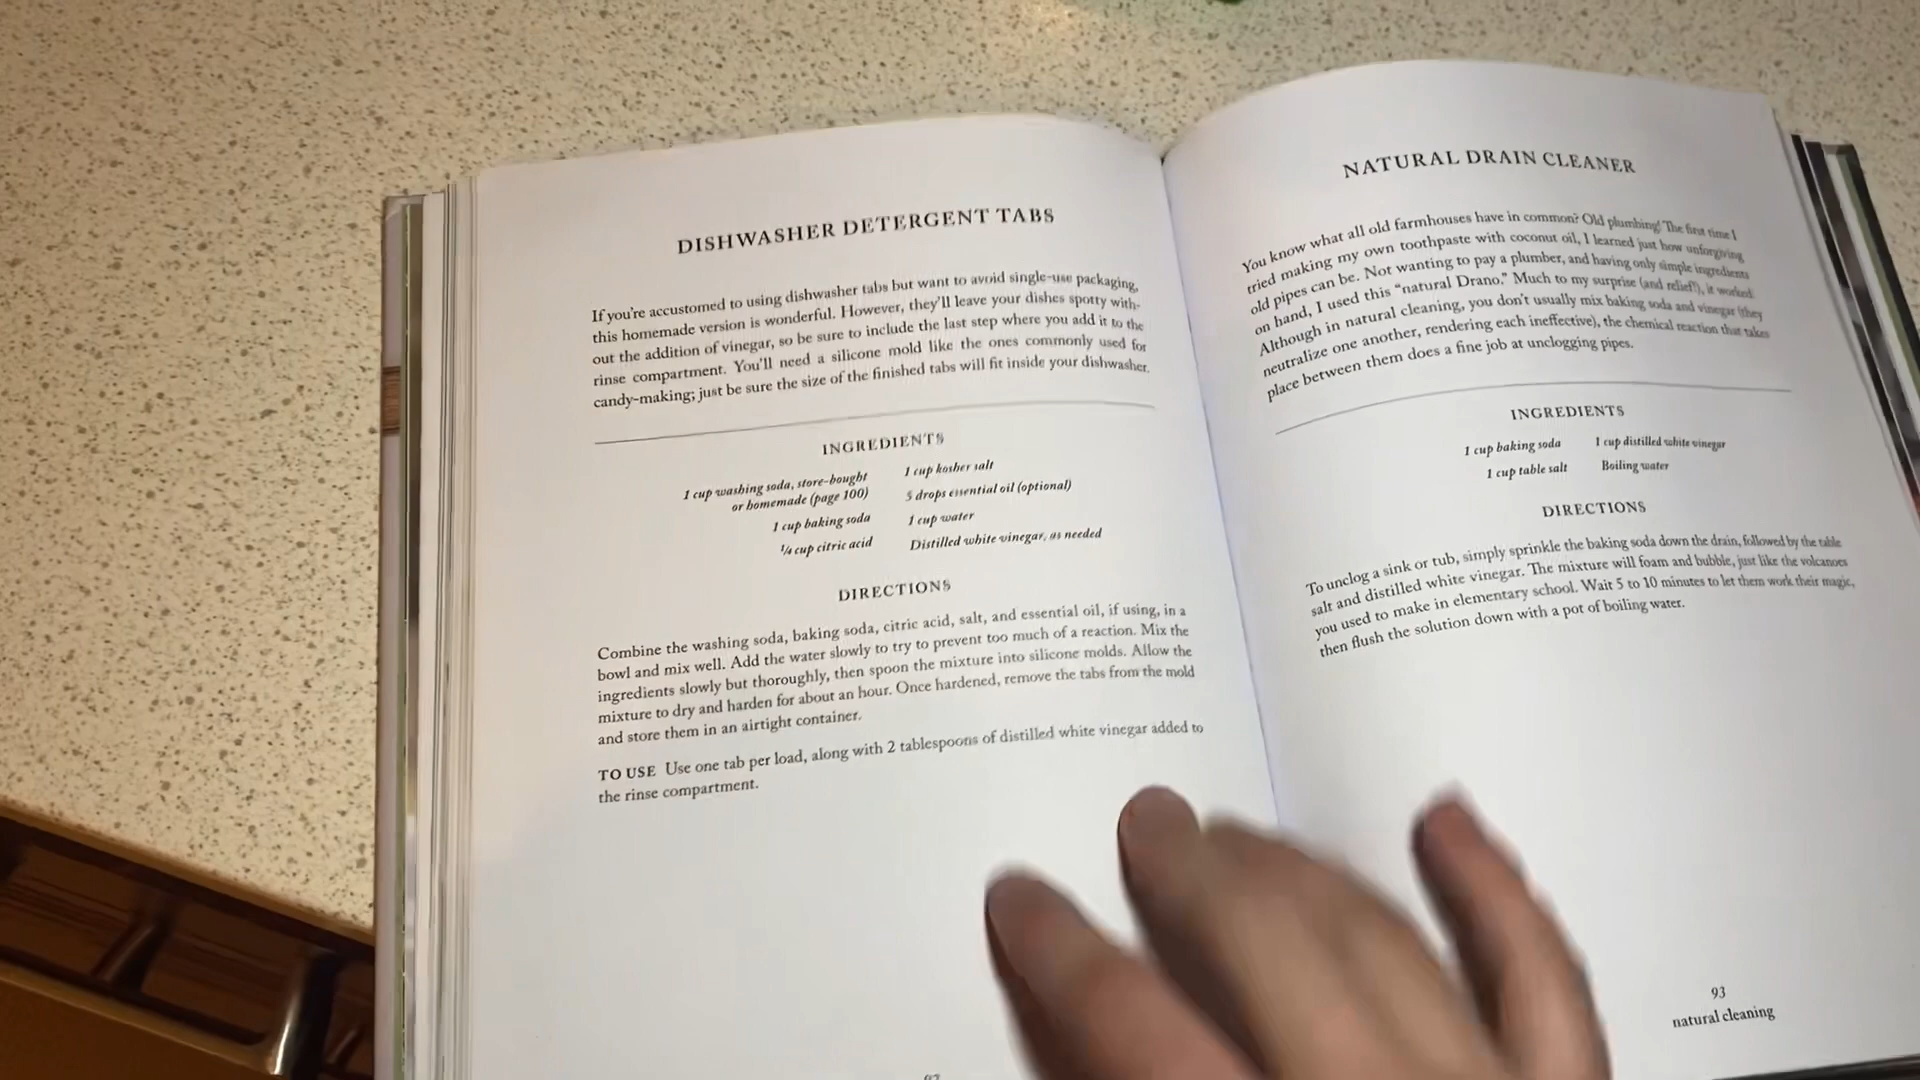 DISHWASHER DETERGENT TABS
If you're accustomed to using dishwasher tabs but want to avoid single-use packaging,
this homemade version is wonderful. However, they'll leave your dishes spotty with-
out the addition of vinegar, so be sure to include the last step where you add it to the
rinse compartment. You'll need a silicone mold like the ones commonly used for
candy-making; just be sure the size of the finished tabs will fit inside your dishwasher.
INGREDIENTS
1 cup washing soda, store-bought
or homemade (page 100)
1 cup baking soda
¼ cup citric acid
1 cup kosher salt
5 drops essential oil (optional)
1 cup water
Distilled white vinegar, as needed
DIRECTIONS
Combine the washing soda, baking soda, citric acid, salt, and essential oil, if using, in a
bowl and mix well. Add the water slowly to try to prevent too much of a reaction. Mix the
ingredients slowly but thoroughly, then spoon the mixture into silicone molds. Allow the
mixture to dry and harden for about an hour. Once hardened, remove the tabs from the mold
and store them in an airtight container.
TO USE Use one tab per load, along with 2 tablespoons of distilled white vinegar added to
the rinse compartment.
NATURAL DRAIN CLEANER
You know what all old farmhouses have in common? Old plumbing! The first time I
tried making my own toothpaste with coconut oil, I learned just how unforgiving
old pipes can be. Not wanting to pay a plumber, and having only simple ingredients
on hand, I used this "natural Drano." Much to my surprise (and relief!), it worked.
Although in natural cleaning, you don't usually mix baking soda and vinegar (they
neutralize one another, rendering each ineffective), the chemical reaction that takes
place between them does a fine job at unclogging pipes.
INGREDIENTS
1 cup baking soda
1 cup table salt
1 cup distilled white vinegar
Boiling water
DIRECTIONS
To unclog a sink or tub, simply sprinkle the baking soda down the drain, followed by the table
salt and distilled white vinegar. The mixture will foam and bubble, just like the volcanoes
you used to make in elementary school. Wait 5 to 10 minutes to let them work their magic,
then flush the solution down with a pot of boiling water.
93
natural cleaning